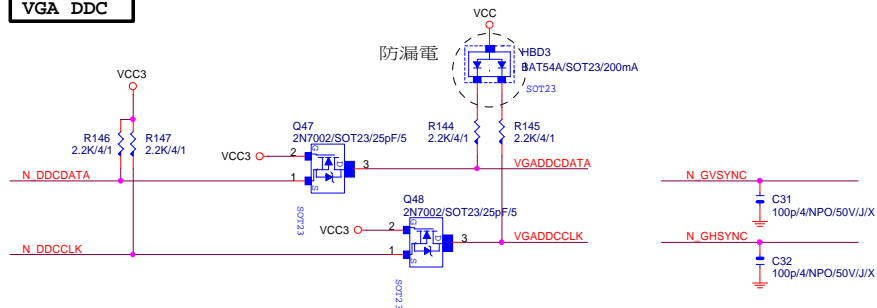 VGA DDC
VCC
防漏電
HBD3
BAT54A/SOT23/200mA
SOT23
VCC3
R146
2.2K/4/1
R147
2.2K/4/1
Q47
2N7002/SOT23/25pF/5
R144
2.2K/4/1
R145
2.2K/4/1
VCC3
2
G
D
S
3
1
VGADDCDATA
N_DDCDATA
SOT23
Q48
2N7002/SOT23/25pF/5
VCC3
2
G
D
S
3
1
VGADDCCLK
N_DDCCLK
SOT23
N_GVSYNC
C31
100p/4/NPO/50V/J/X
N_GHSYNC
C32
100p/4/NPO/50V/J/X